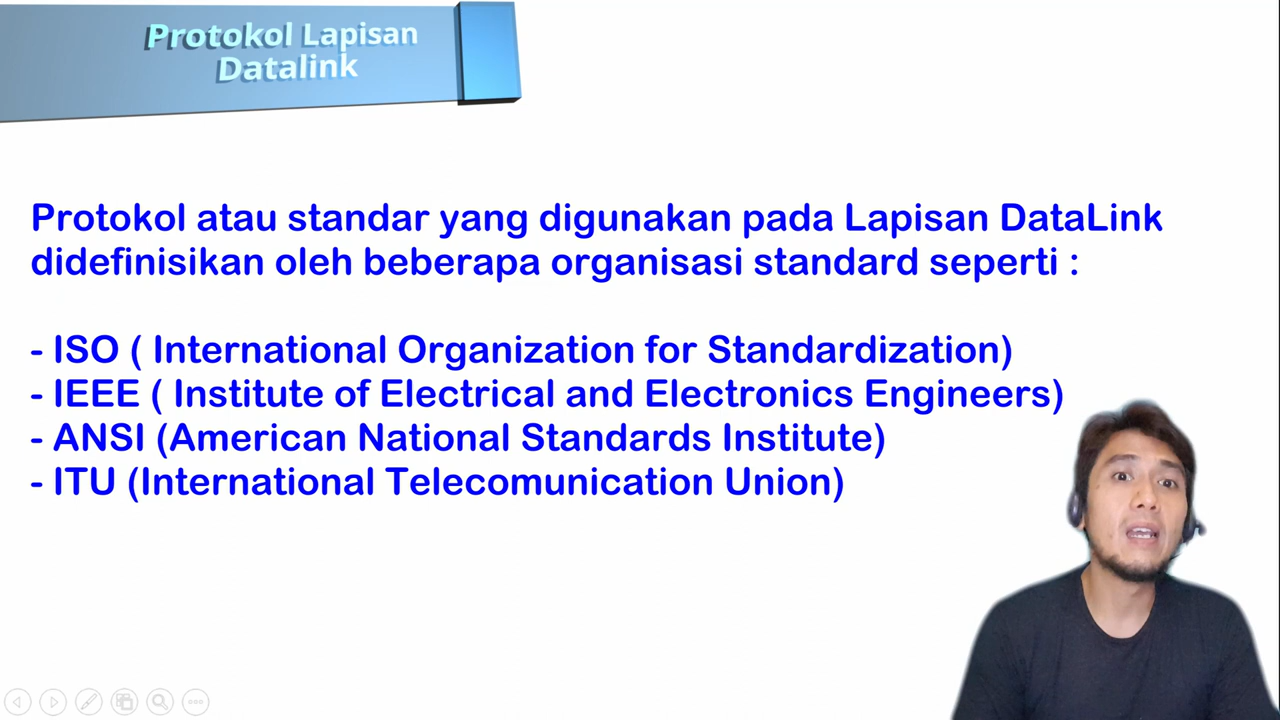 Protokol Lapisan
Datalink
Protokol atau standar yang digunakan pada Lapisan DataLink
didefinisikan oleh beberapa organisasi standard seperti :
- ISO ( International Organization for Standardization)
- IEEE ( Institute of Electrical and Electronics Engineers)
- ANSI (American National Standards Institute)
- ITU (International Telecomunication Union)